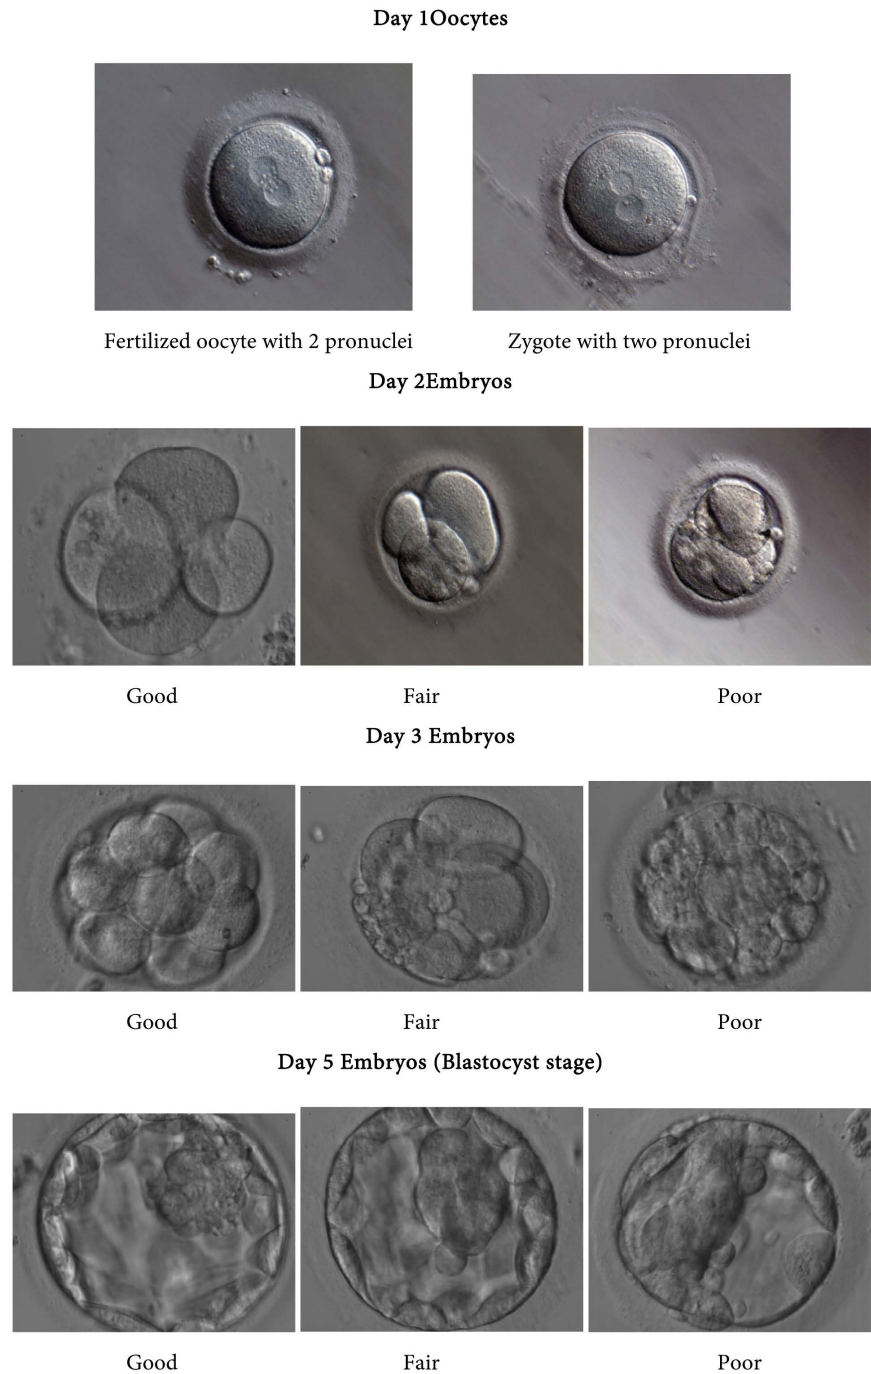 Day 1Oocytes
Fertilized oocyte with 2 pronuclei Zygote with two pronuclei
Day 2Embryos
Good Fair Poor
Day 3 Embryos
Good Fair Poor
Day 5 Embryos (Blastocyst stage)
Good Fair Poor